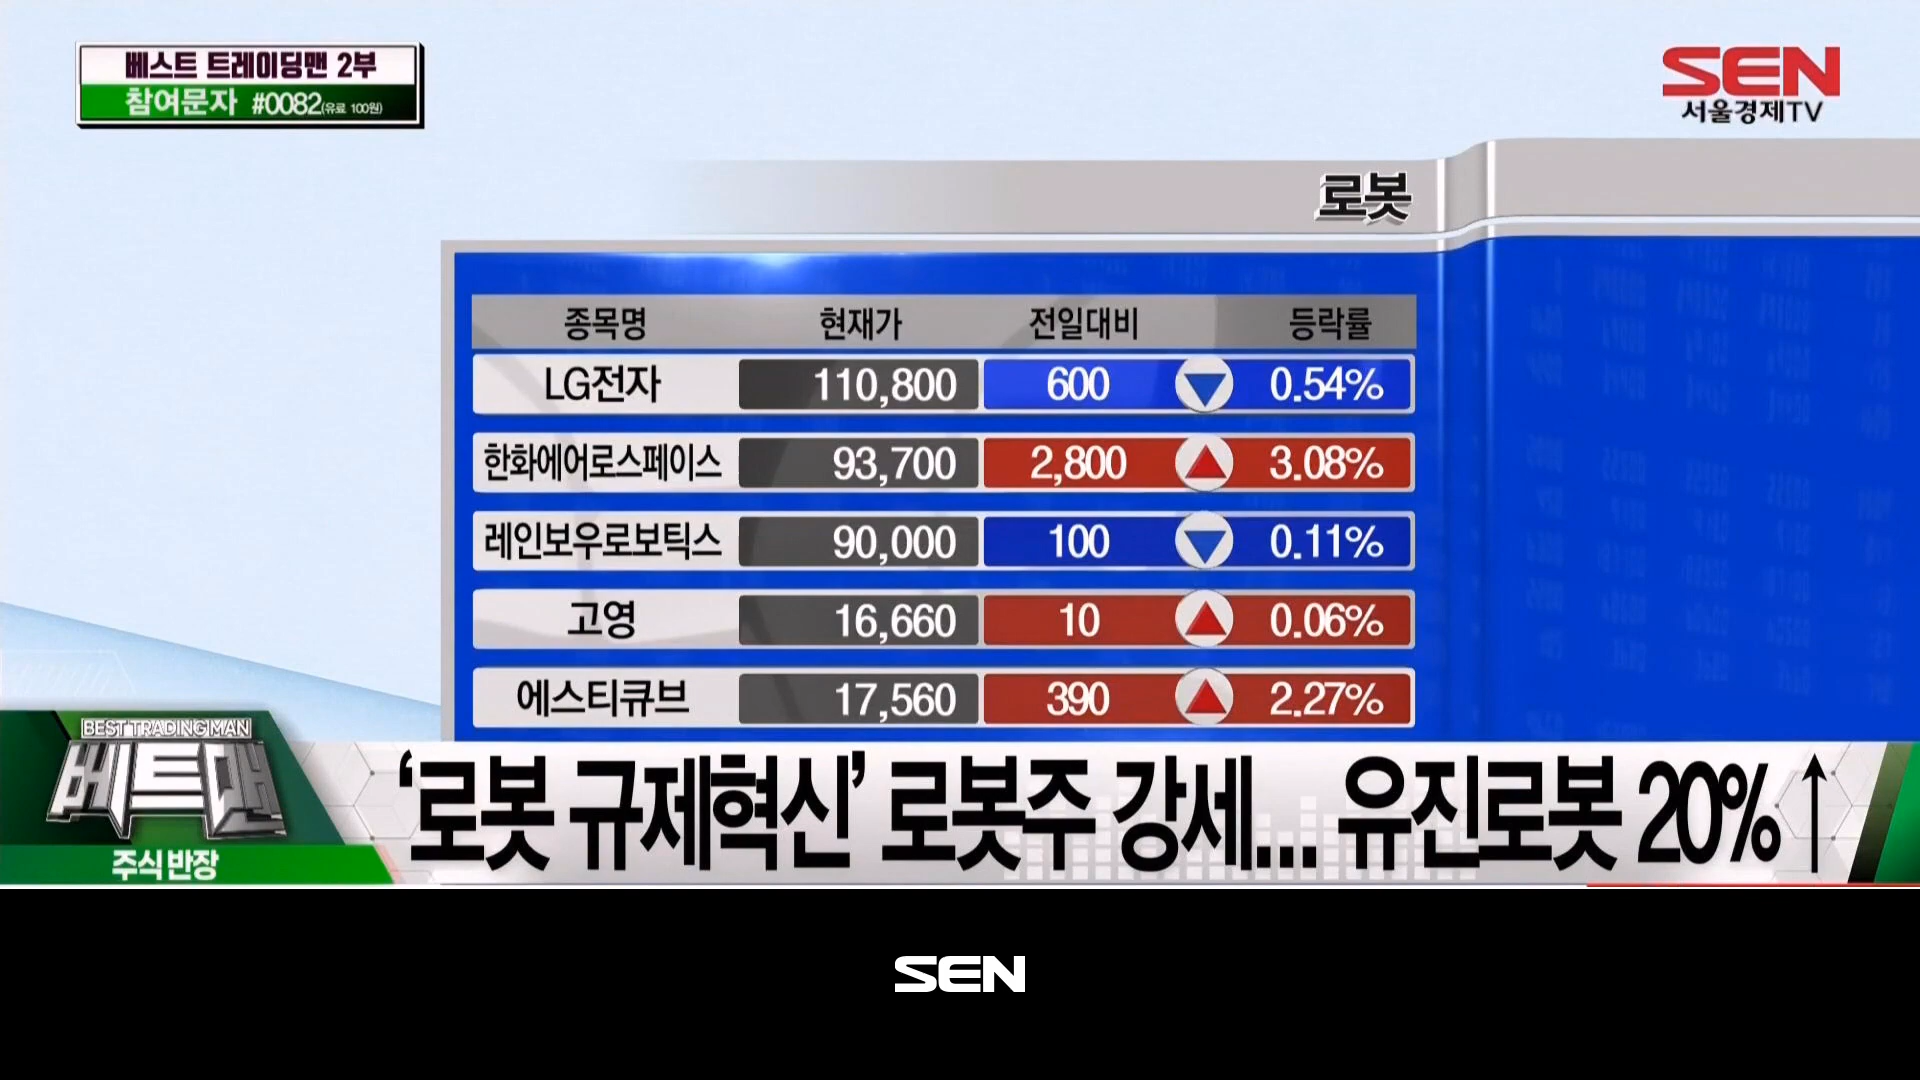 베스트 트레이딩맨 2부
참여문자 #0082(유료 100원)
SEN
서울경제TV
로봇
종목명 현재가 전일대비 등락률
LG전자 110,800 600 ▼ 0.54%
한화에어로스페이스 93,700 2,800 ▲ 3.08%
레인보우로보틱스 90,000 100 ▼ 0.11%
고영 16,660 10 ▲ 0.06%
에스티큐브 17,560 390 ▲ 2.27%
BEST TRADING MAN
베트맨
주식 반장
‘로봇 규제혁신’ 로봇주 강세... 유진로봇 20%↑
SEN